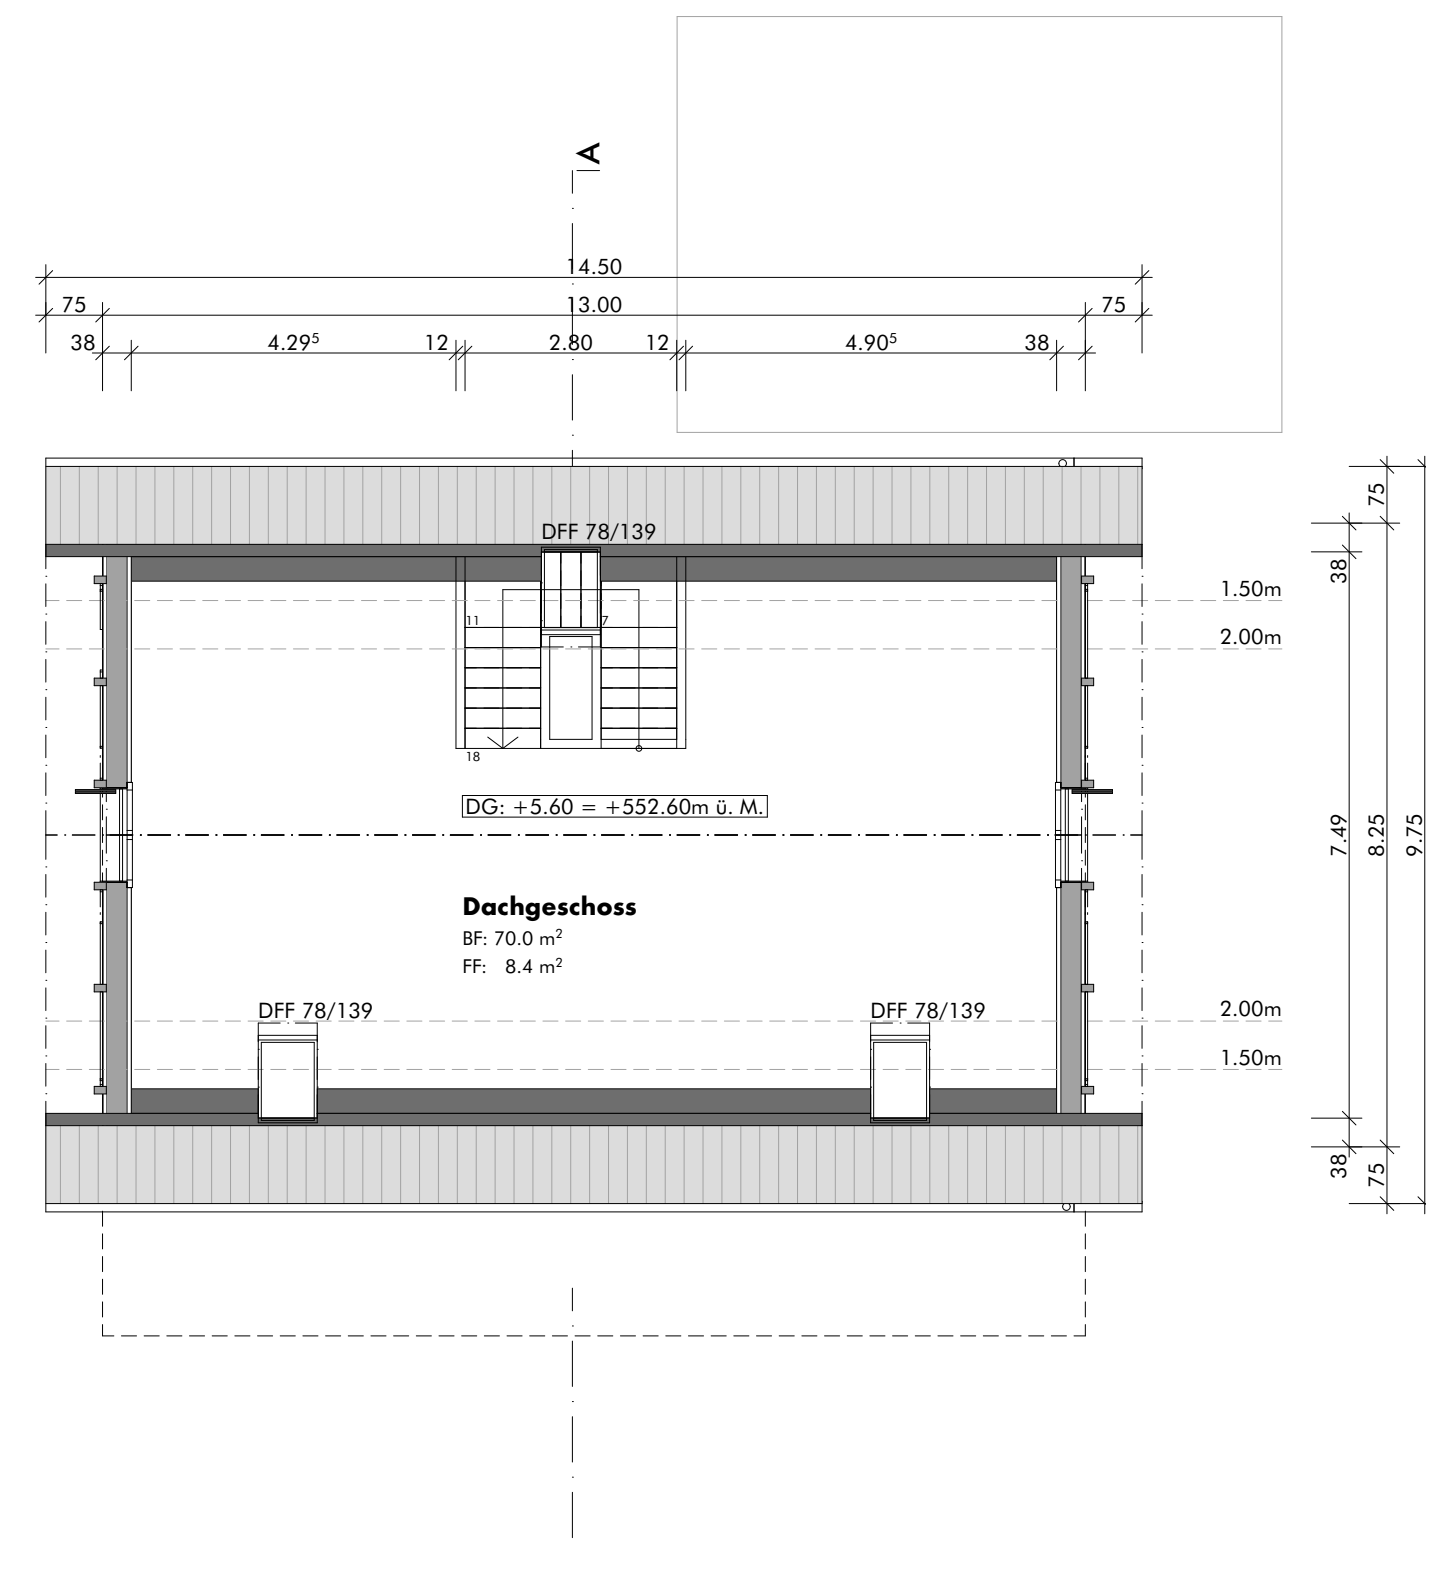 A
14.50
75 13.00 75
38 4.29⁵ 12 2.80 12 4.90⁵ 38
75
DFF 78/139
38
1.50m
11 7
2.00m
18
DG: +5.60 = +552.60m ü. M.
7.49 8.25 9.75
Dachgeschoss
BF: 70.0 m²
FF: 8.4 m²
DFF 78/139 DFF 78/139 2.00m
1.50m
38 75